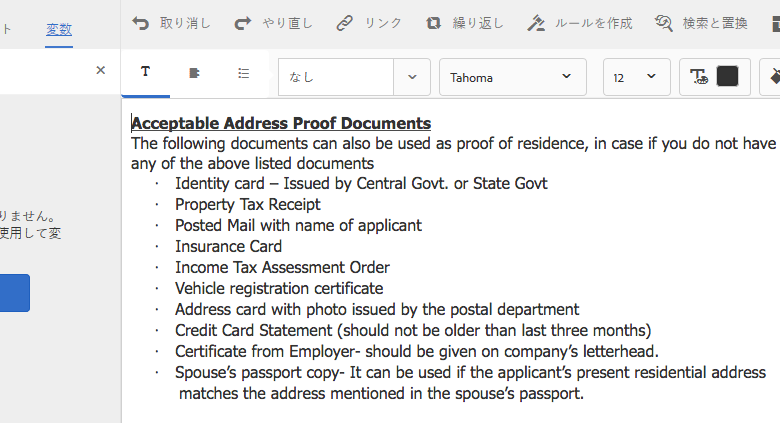 ト 変数
取り消し やり直し リンク 繰り返し ルールを作成 検索と置換
なし Tahoma 12
りません。
使用して変
Acceptable Address Proof Documents
The following documents can also be used as proof of residence, in case if you do not have
any of the above listed documents
· Identity card – Issued by Central Govt. or State Govt
· Property Tax Receipt
· Posted Mail with name of applicant
· Insurance Card
· Income Tax Assessment Order
· Vehicle registration certificate
· Address card with photo issued by the postal department
· Credit Card Statement (should not be older than last three months)
· Certificate from Employer- should be given on company’s letterhead.
· Spouse’s passport copy- It can be used if the applicant’s present residential address
matches the address mentioned in the spouse’s passport.